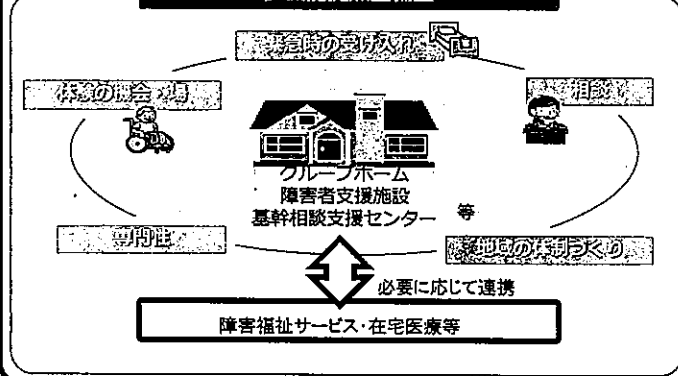 緊急時の受け入れ
体験の機会・場
相談
グループホーム
障害者支援施設
基幹相談支援センター 等
専門性
地域の体制づくり
必要に応じて連携
障害福祉サービス・在宅医療等